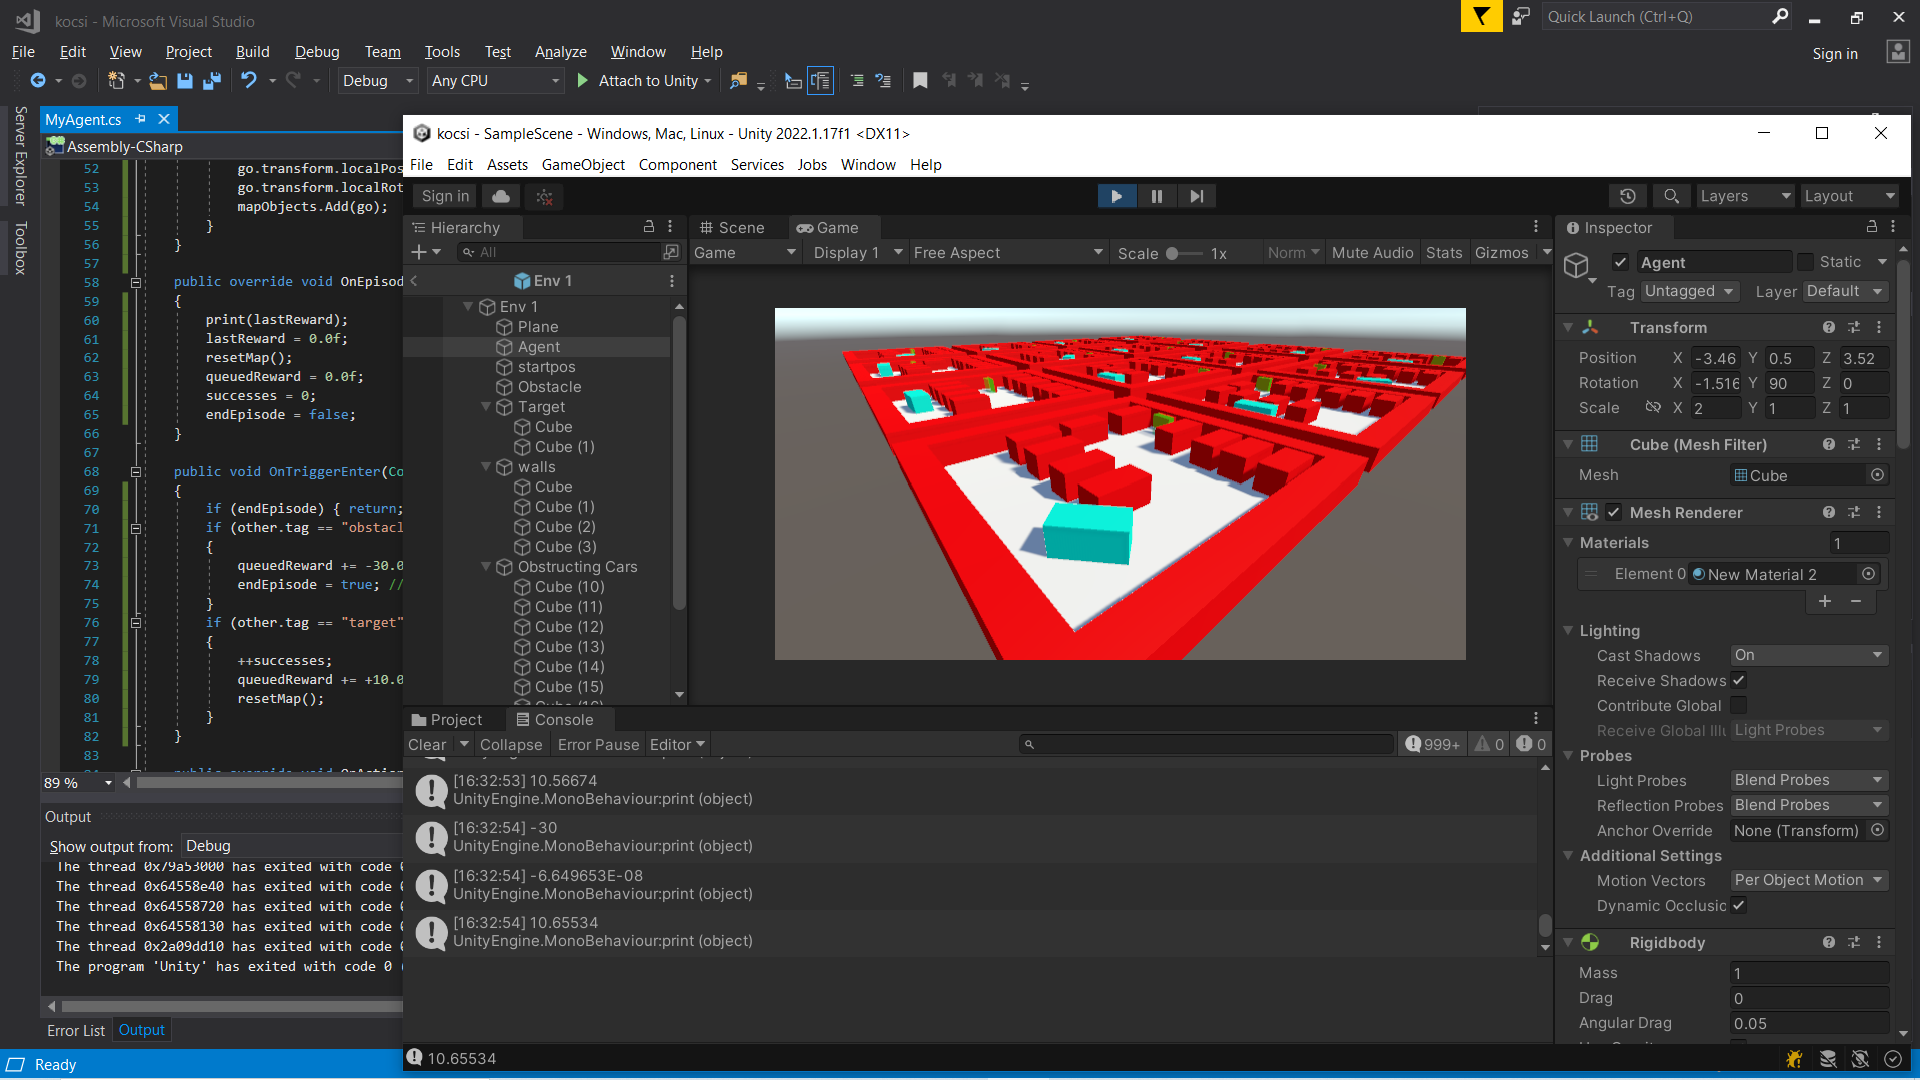 kocsi - Microsoft Visual Studio
Quick Launch (Ctrl+Q)
File Edit View Project Build Debug Team Tools Test Analyze Window Help
Sign in
Debug Any CPU Attach to Unity
Server Explorer
Toolbox
MyAgent.cs
Assembly-CSharp
52 go.transform.localPos
53 go.transform.localRot
54 mapObjects.Add(go);
55 }
56 }
57
58 public override void OnEpisod
59 {
60 print(lastReward);
61 lastReward = 0.0f;
62 resetMap();
63 queuedReward = 0.0f;
64 successes = 0;
65 endEpisode = false;
66 }
67
68 public void OnTriggerEnter(Co
69 {
70 if (endEpisode) { return;
71 if (other.tag == "obstacl
72 {
73 queuedReward += -30.0
74 endEpisode = true; //
75 }
76 if (other.tag == "target"
77 {
78 ++successes;
79 queuedReward += +10.0
80 resetMap();
81 }
82 }
83
89 %
Output
Show output from: Debug
The thread 0x79a53000 has exited with code 0
The thread 0x64558e40 has exited with code 0
The thread 0x64558720 has exited with code 0
The thread 0x64558130 has exited with code 0
The thread 0x2a09dd10 has exited with code 0
The program 'Unity' has exited with code 0 (
Error List Output
Ready
kocsi - SampleScene - Windows, Mac, Linux - Unity 2022.1.17f1 <DX11>
File Edit Assets GameObject Component Services Jobs Window Help
Sign in
Layers Layout
Hierarchy
All
Env 1
Env 1
Plane
Agent
startpos
Obstacle
Target
Cube
Cube (1)
walls
Cube
Cube (1)
Cube (2)
Cube (3)
Obstructing Cars
Cube (10)
Cube (11)
Cube (12)
Cube (13)
Cube (14)
Cube (15)
Scene Game
Game Display 1 Free Aspect Scale 1x Norm Mute Audio Stats Gizmos
Project Console
Clear Collapse Error Pause Editor 999+ 0 0
[16:32:53] 10.56674
UnityEngine.MonoBehaviour:print (object)
[16:32:54] -30
UnityEngine.MonoBehaviour:print (object)
[16:32:54] -6.649653E-08
UnityEngine.MonoBehaviour:print (object)
[16:32:54] 10.65534
UnityEngine.MonoBehaviour:print (object)
10.65534
Inspector
Agent Static
Tag Untagged Layer Default
Transform
Position X -3.46 Y 0.5 Z 3.52
Rotation X -1.516 Y 90 Z 0
Scale X 2 Y 1 Z 1
Cube (Mesh Filter)
Mesh Cube
Mesh Renderer
Materials 1
Element 0 New Material 2
Lighting
Cast Shadows On
Receive Shadows
Contribute Global
Receive Global Illu Light Probes
Probes
Light Probes Blend Probes
Reflection Probes Blend Probes
Anchor Override None (Transform)
Additional Settings
Motion Vectors Per Object Motion
Dynamic Occlusic
Rigidbody
Mass 1
Drag 0
Angular Drag 0.05